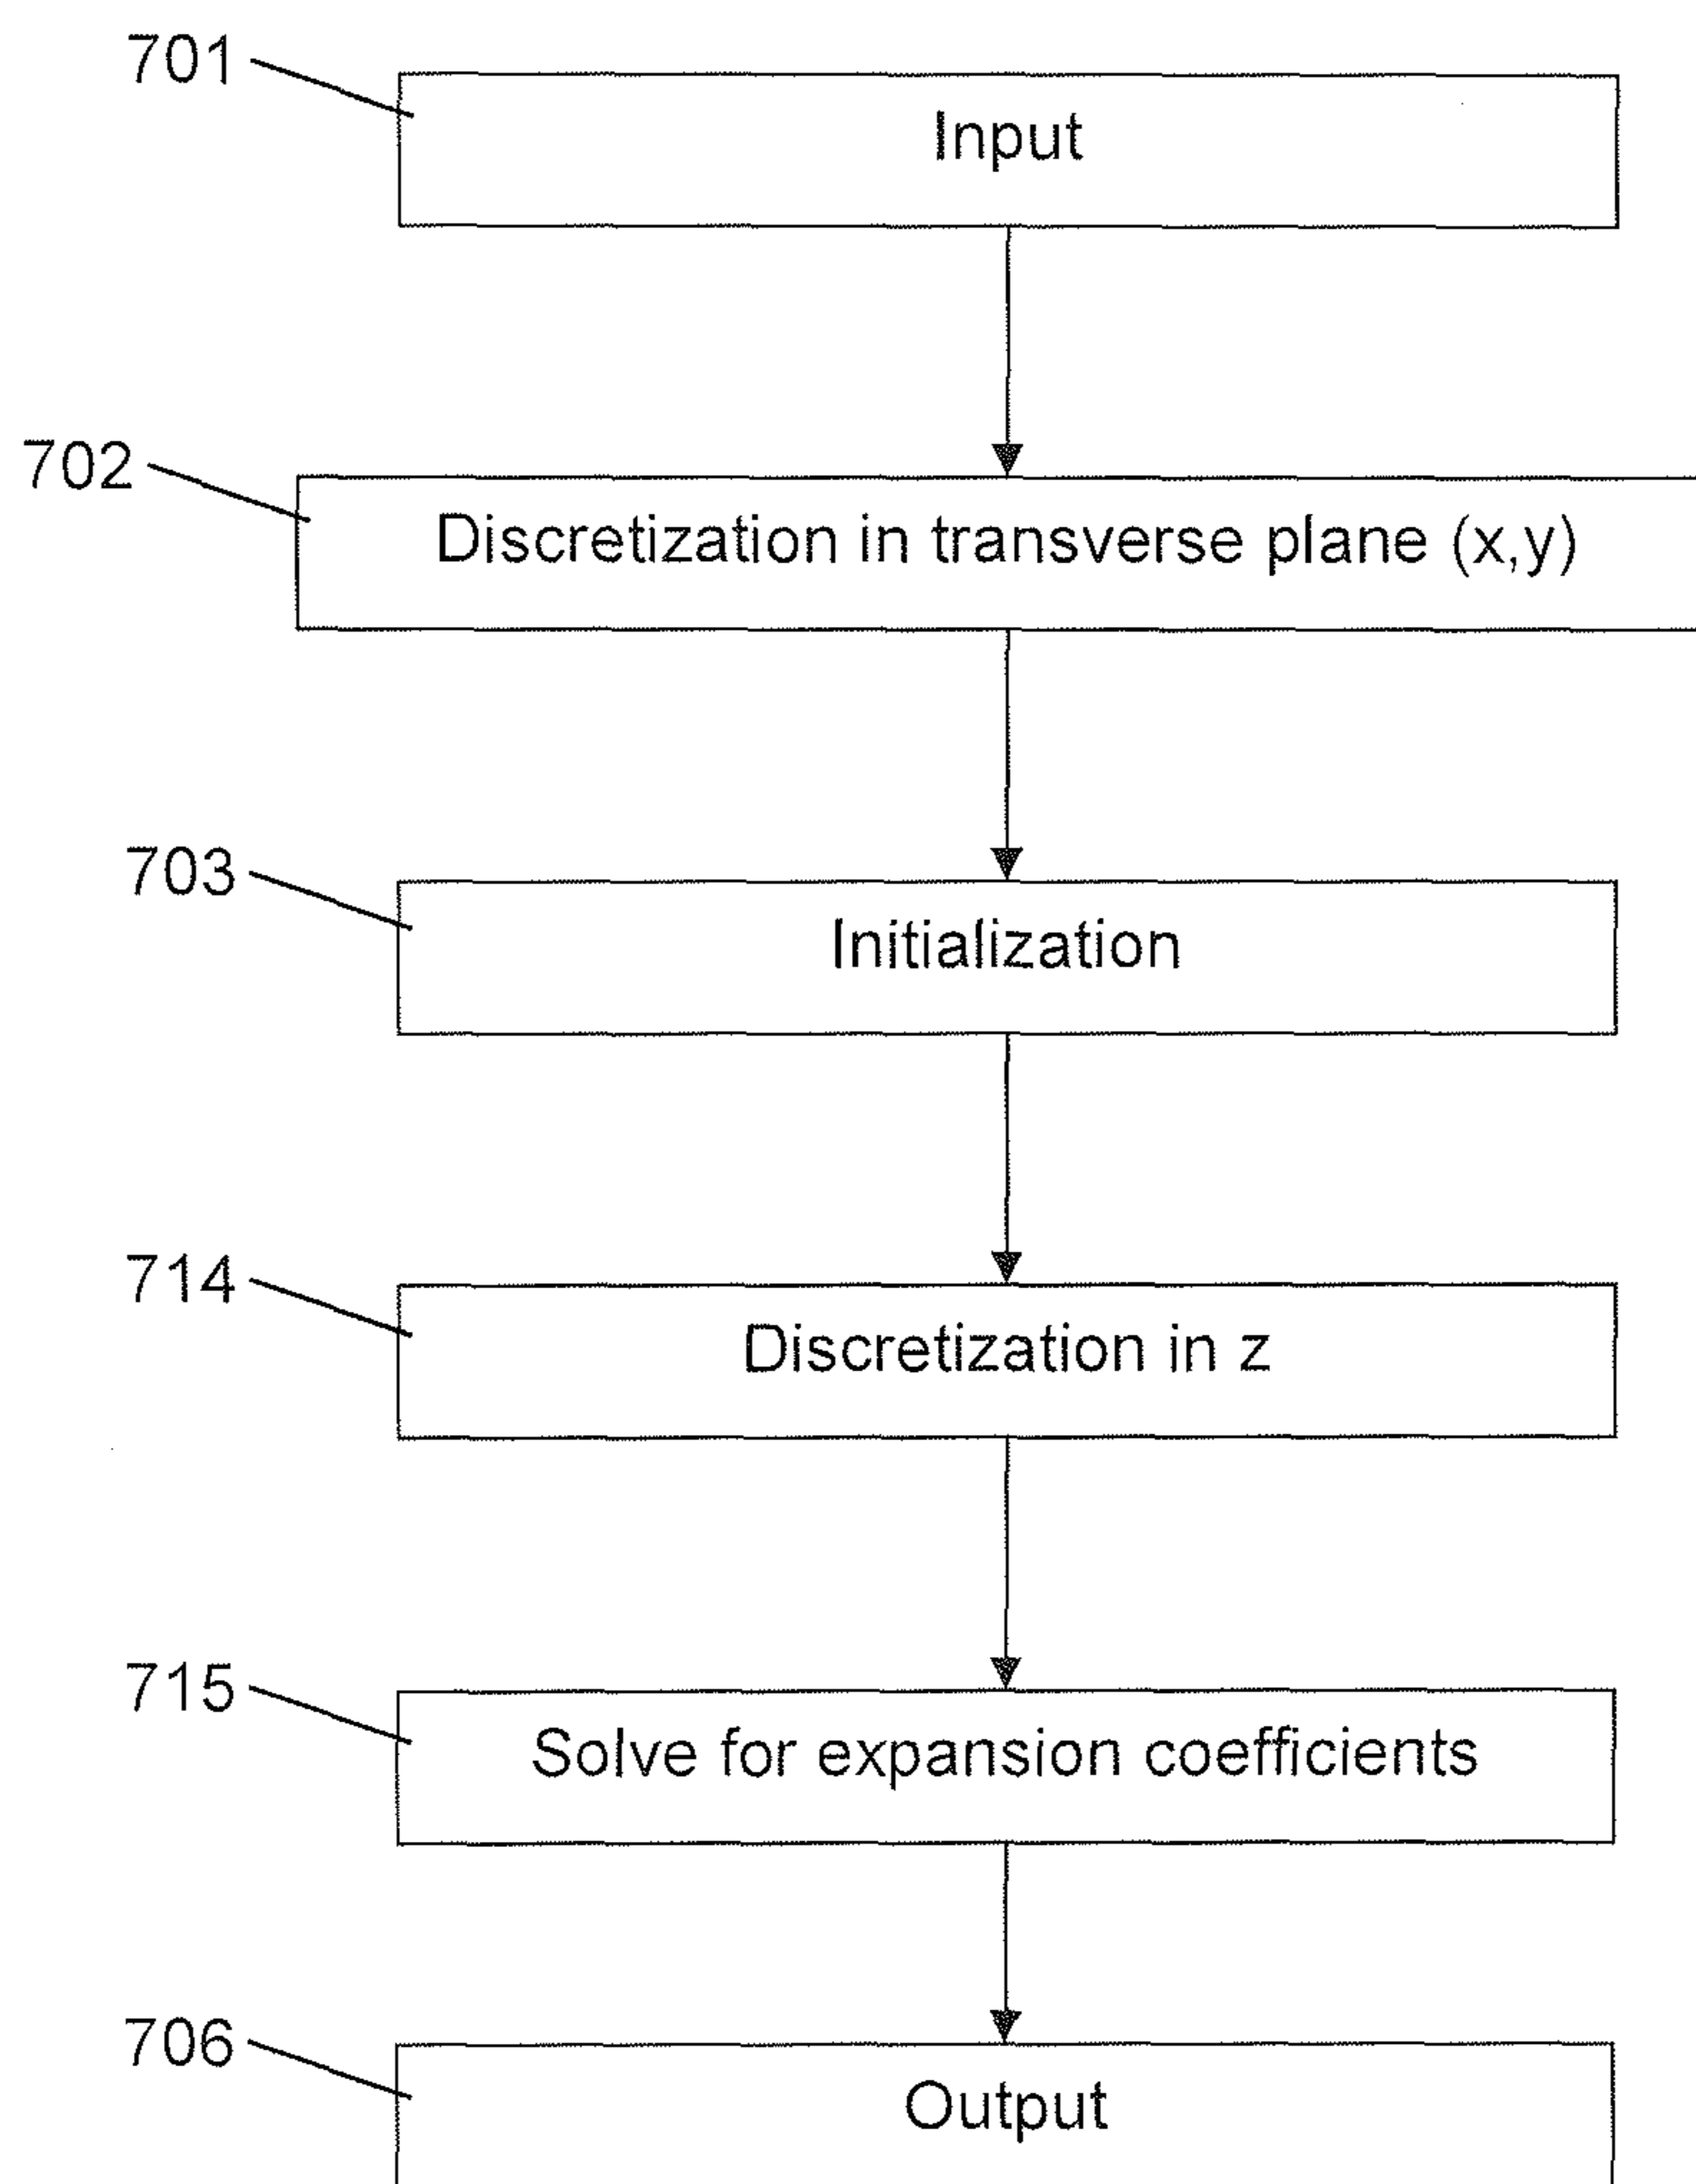 701
Input
702
Discretization in transverse plane (x,y)
703
Initialization
714
Discretization in z
715
Solve for expansion coefficients
706
Output